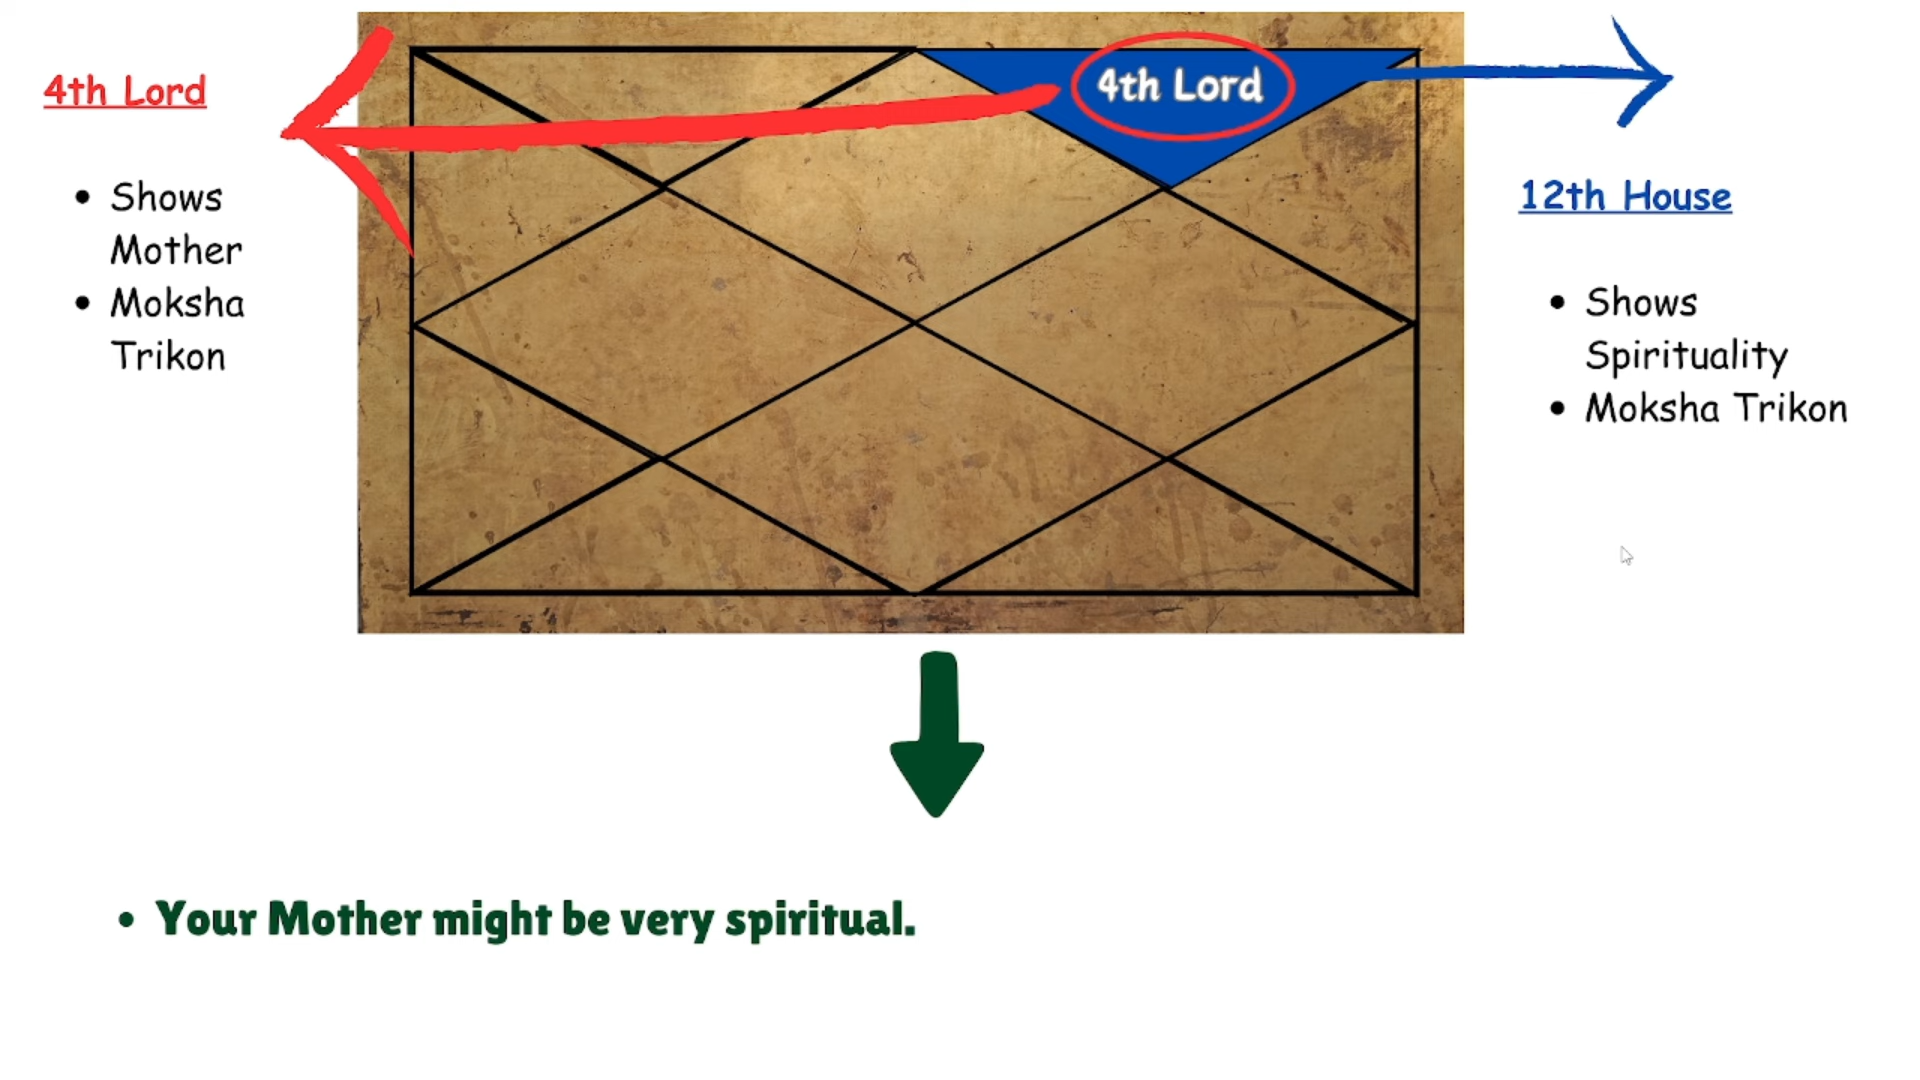 4th Lord
4th Lord
• Shows
Mother
• Moksha
Trikon
12th House
• Shows
Spirituality
• Moksha Trikon
• Your Mother might be very spiritual.